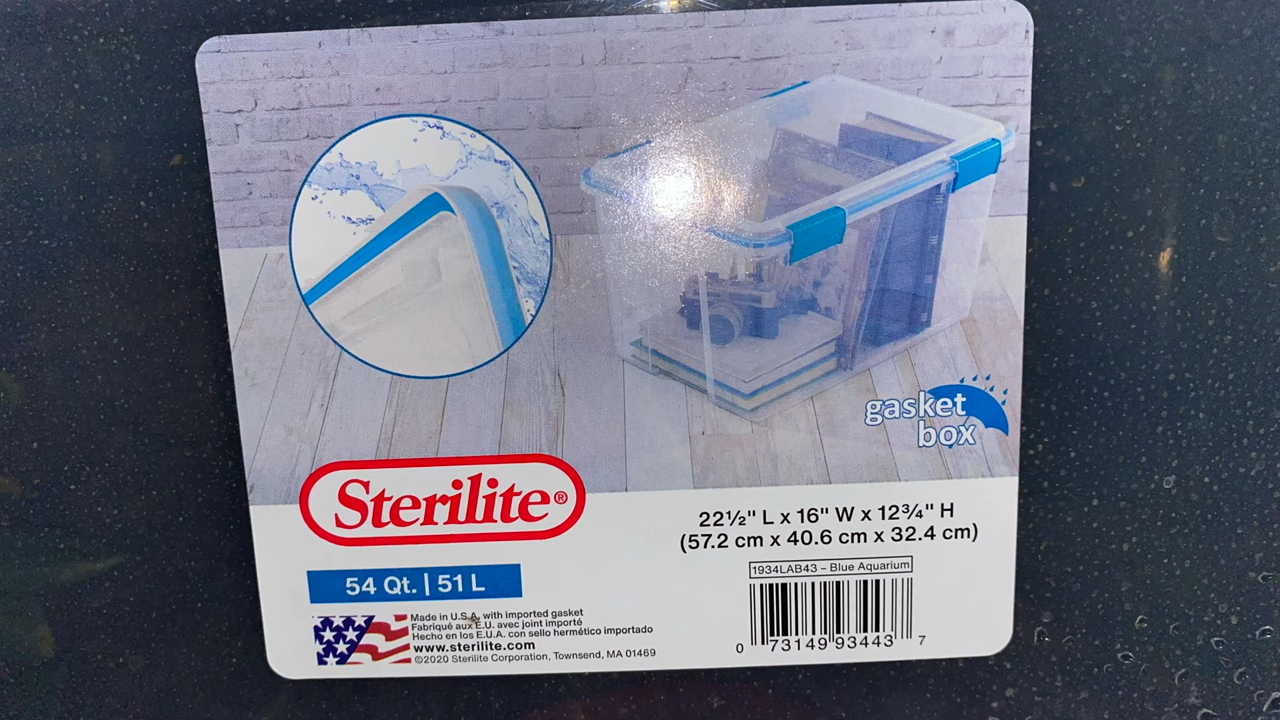 gasket
box
Sterilite®
22½" L x 16" W x 12¾" H
(57.2 cm x 40.6 cm x 32.4 cm)
54 Qt. | 51 L
1934LAB43 – Blue Aquarium
Made in U.S.A. with imported gasket
Fabriqué aux É.U. avec joint importé
Hecho en los E.U.A. con sello hermético importado
www.sterilite.com
©2020 Sterilite Corporation, Townsend, MA 01469
0 73149 93443 7